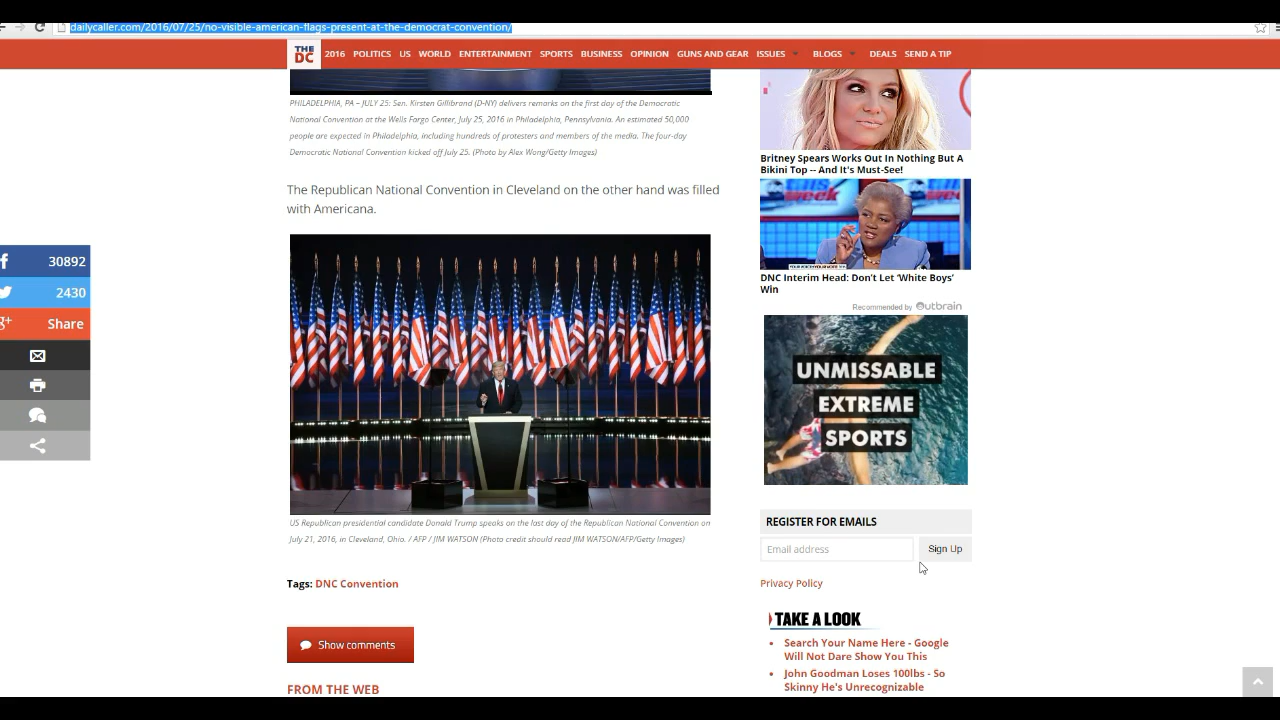 dailycaller.com/2016/07/25/no-visible-american-flags-present-at-the-democrat-convention/
THE DC
2016 POLITICS US WORLD ENTERTAINMENT SPORTS BUSINESS OPINION GUNS AND GEAR ISSUES BLOGS DEALS SEND A TIP
PHILADELPHIA, PA – JULY 25: Sen. Kirsten Gillibrand (D-NY) delivers remarks on the first day of the Democratic
National Convention at the Wells Fargo Center, July 25, 2016 in Philadelphia, Pennsylvania. An estimated 50,000
people are expected in Philadelphia, including hundreds of protesters and members of the media. The four-day
Democratic National Convention kicked off July 25. (Photo by Alex Wong/Getty Images)
The Republican National Convention in Cleveland on the other hand was filled
with Americana.
30892
2430
g+ Share
US Republican presidential candidate Donald Trump speaks on the last day of the Republican National Convention on
July 21, 2016, in Cleveland, Ohio. / AFP / JIM WATSON (Photo credit should read JIM WATSON/AFP/Getty Images)
Tags: DNC Convention
Show comments
FROM THE WEB
Britney Spears Works Out In Nothing But A
Bikini Top -- And It's Must-See!
week
DNC Interim Head: Don't Let 'White Boys'
Win
Recommended by Outbrain
UNMISSABLE
EXTREME
SPORTS
REGISTER FOR EMAILS
Email address
Sign Up
Privacy Policy
TAKE A LOOK
• Search Your Name Here - Google
Will Not Dare Show You This
• John Goodman Loses 100lbs - So
Skinny He's Unrecognizable